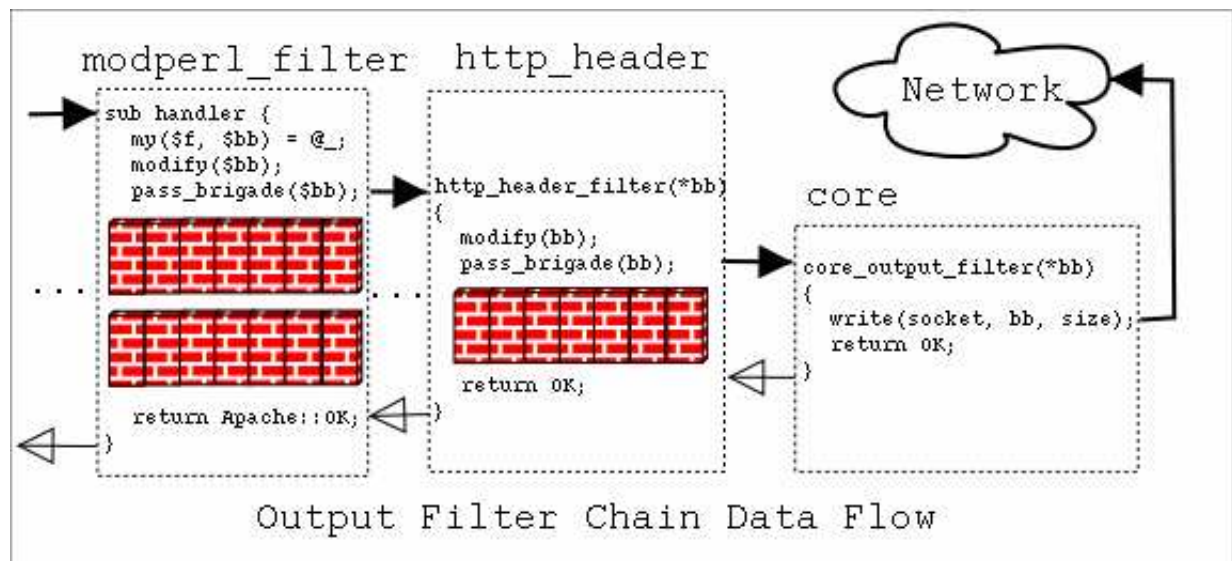 modperl_filter
sub handler {
my($f, $bb) = @_;
modify($bb);
pass_brigade($bb);
...
return Apache::OK;
}
http_header
http_header_filter(*bb)
{
modify(bb);
pass_brigade(bb);
...
return OK;
}
Network
core
core_output_filter(*bb)
{
write(socket, bb, size);
return OK;
}
Output Filter Chain Data Flow